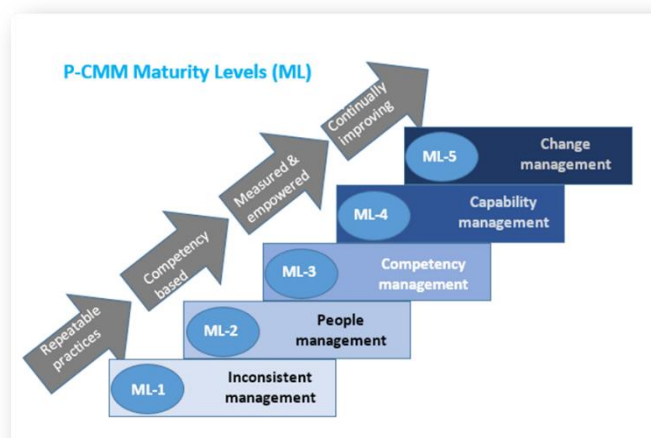 P-CMM Maturity Levels (ML)
Continually
improving
Measured &
empowered
Competency
based
Repeatable
practices
ML-5
Change
management
ML-4
Capability
management
ML-3
Competency
management
ML-2
People
management
ML-1
Inconsistent
management